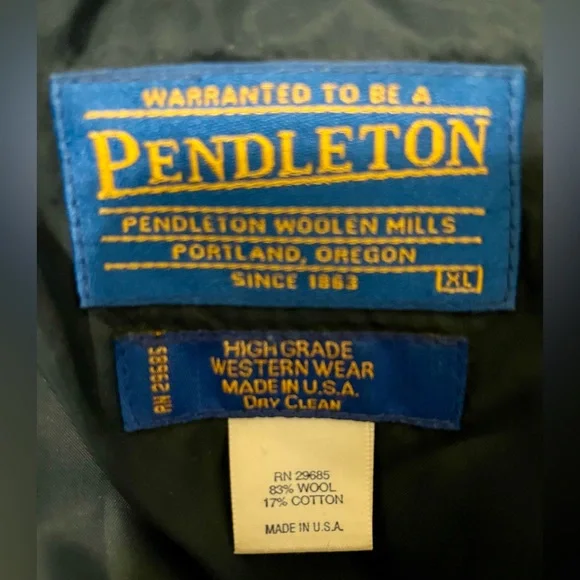 WARRANTED TO BE A
PENDLETON
PENDLETON WOOLEN MILLS
PORTLAND, OREGON
SINCE 1863
XL
RN 29685
HIGH GRADE
WESTERN WEAR
MADE IN U.S.A.
DRY CLEAN
RN 29685
83% WOOL
17% COTTON
MADE IN U.S.A.